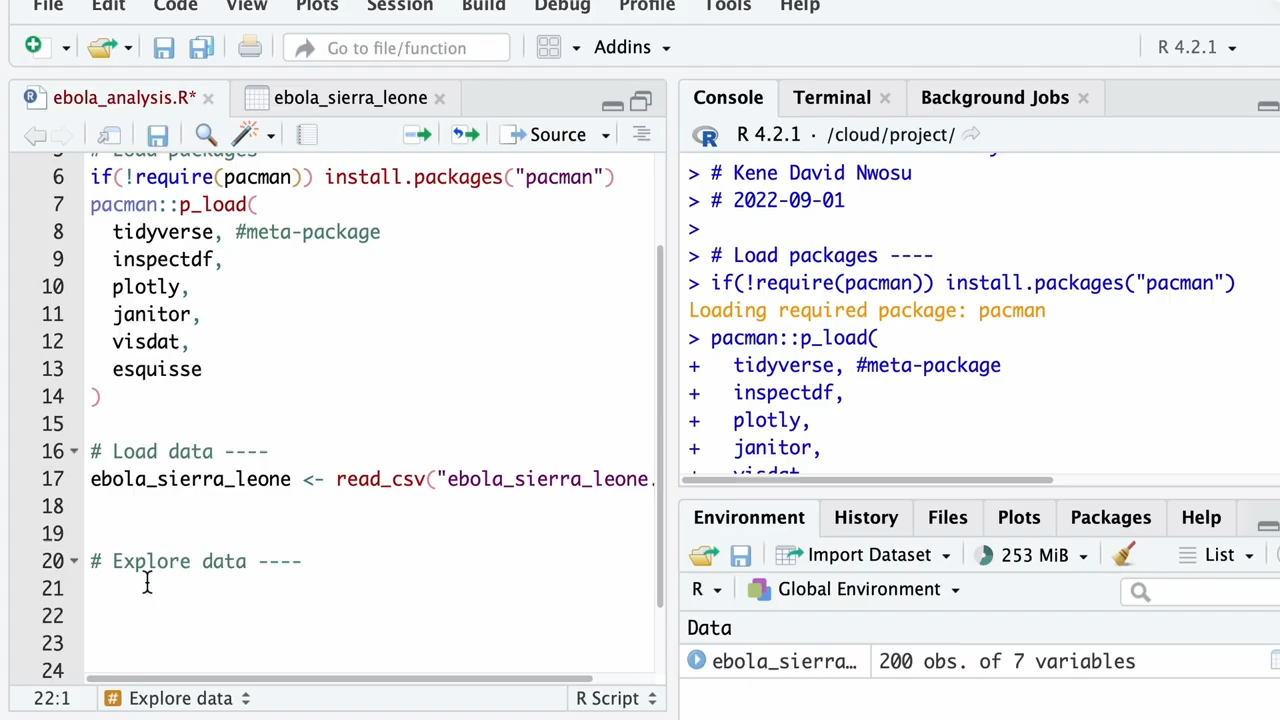 File Edit Code View Plots Session Build Debug Profile Tools Help
Go to file/function
Addins
R 4.2.1
ebola_analysis.R*
ebola_sierra_leone
Source
# Load packages
6 if(!require(pacman)) install.packages("pacman")
7 pacman::p_load(
8 tidyverse, #meta-package
9 inspectdf,
10 plotly,
11 janitor,
12 visdat,
13 esquisse
14 )
15
16 # Load data ----
17 ebola_sierra_leone <- read_csv("ebola_sierra_leone.
18
19
20 # Explore data ----
21
22
23
24
22:1 # Explore data R Script
Console Terminal Background Jobs
R 4.2.1 · /cloud/project/
> # Kene David Nwosu
> # 2022-09-01
>
> # Load packages ----
> if(!require(pacman)) install.packages("pacman")
Loading required package: pacman
> pacman::p_load(
+ tidyverse, #meta-package
+ inspectdf,
+ plotly,
+ janitor,
+ visdat
Environment History Files Plots Packages Help
Import Dataset 253 MiB List
R Global Environment
Data
ebola_sierra… 200 obs. of 7 variables